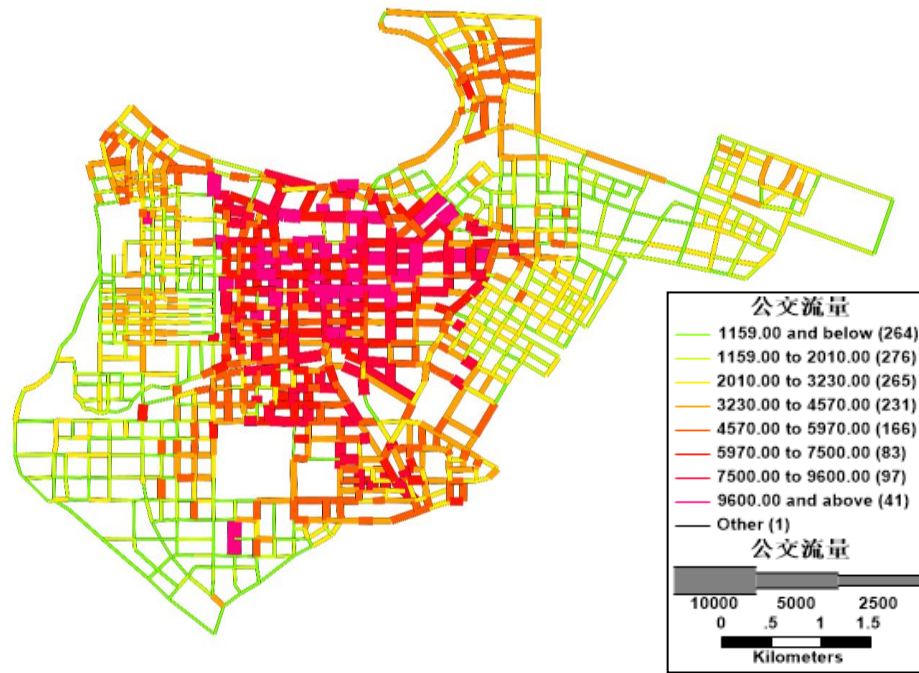 公交流量
1159.00 and below (264)
1159.00 to 2010.00 (276)
2010.00 to 3230.00 (265)
3230.00 to 4570.00 (231)
4570.00 to 5970.00 (166)
5970.00 to 7500.00 (83)
7500.00 to 9600.00 (97)
9600.00 and above (41)
Other (1)
公交流量
10000 5000 2500
0 .5 1 1.5
Kilometers